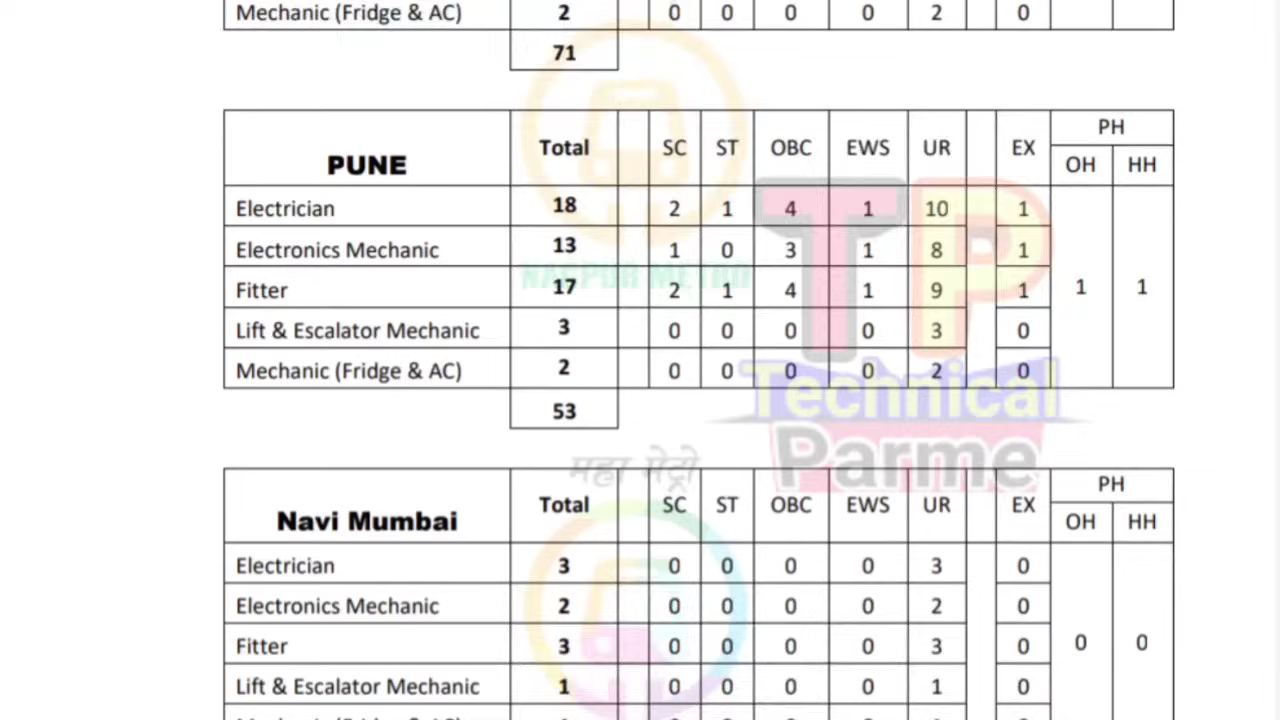 Mechanic (Fridge & AC) 2 0 0 0 0 2 0
71
PH
PUNE Total SC ST OBC EWS UR EX OH HH
Electrician 18 2 1 4 1 10 1
Electronics Mechanic 13 1 0 3 1 8 1
Fitter 17 2 1 4 1 9 1 1 1
Lift & Escalator Mechanic 3 0 0 0 0 3 0
Mechanic (Fridge & AC) 2 0 0 0 0 2 0
53
NAGPUR METRO
TP
Technical
Parme
महा मेट्रो
PH
Navi Mumbai Total SC ST OBC EWS UR EX OH HH
Electrician 3 0 0 0 0 3 0
Electronics Mechanic 2 0 0 0 0 2 0
Fitter 3 0 0 0 0 3 0 0 0
Lift & Escalator Mechanic 1 0 0 0 0 1 0